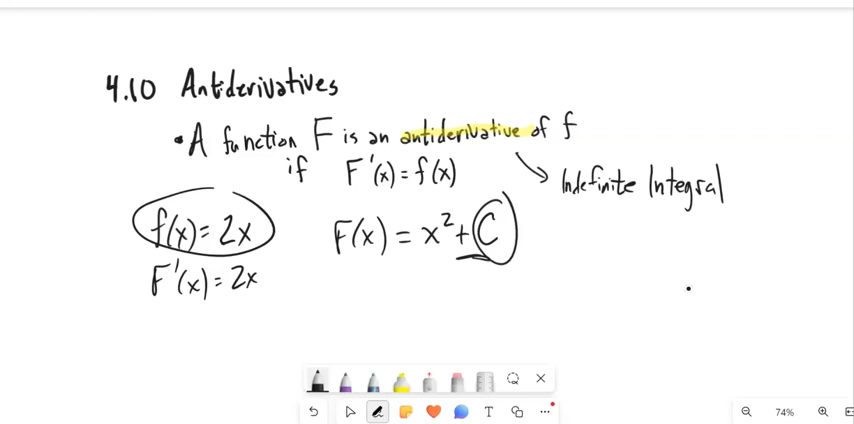 4.10 Antiderivatives
• A function F is an antiderivative of f
if F'(x) = f(x)
Indefinite Integral
f(x) = 2x
F(x) = x² + C
F'(x) = 2x
T
74%